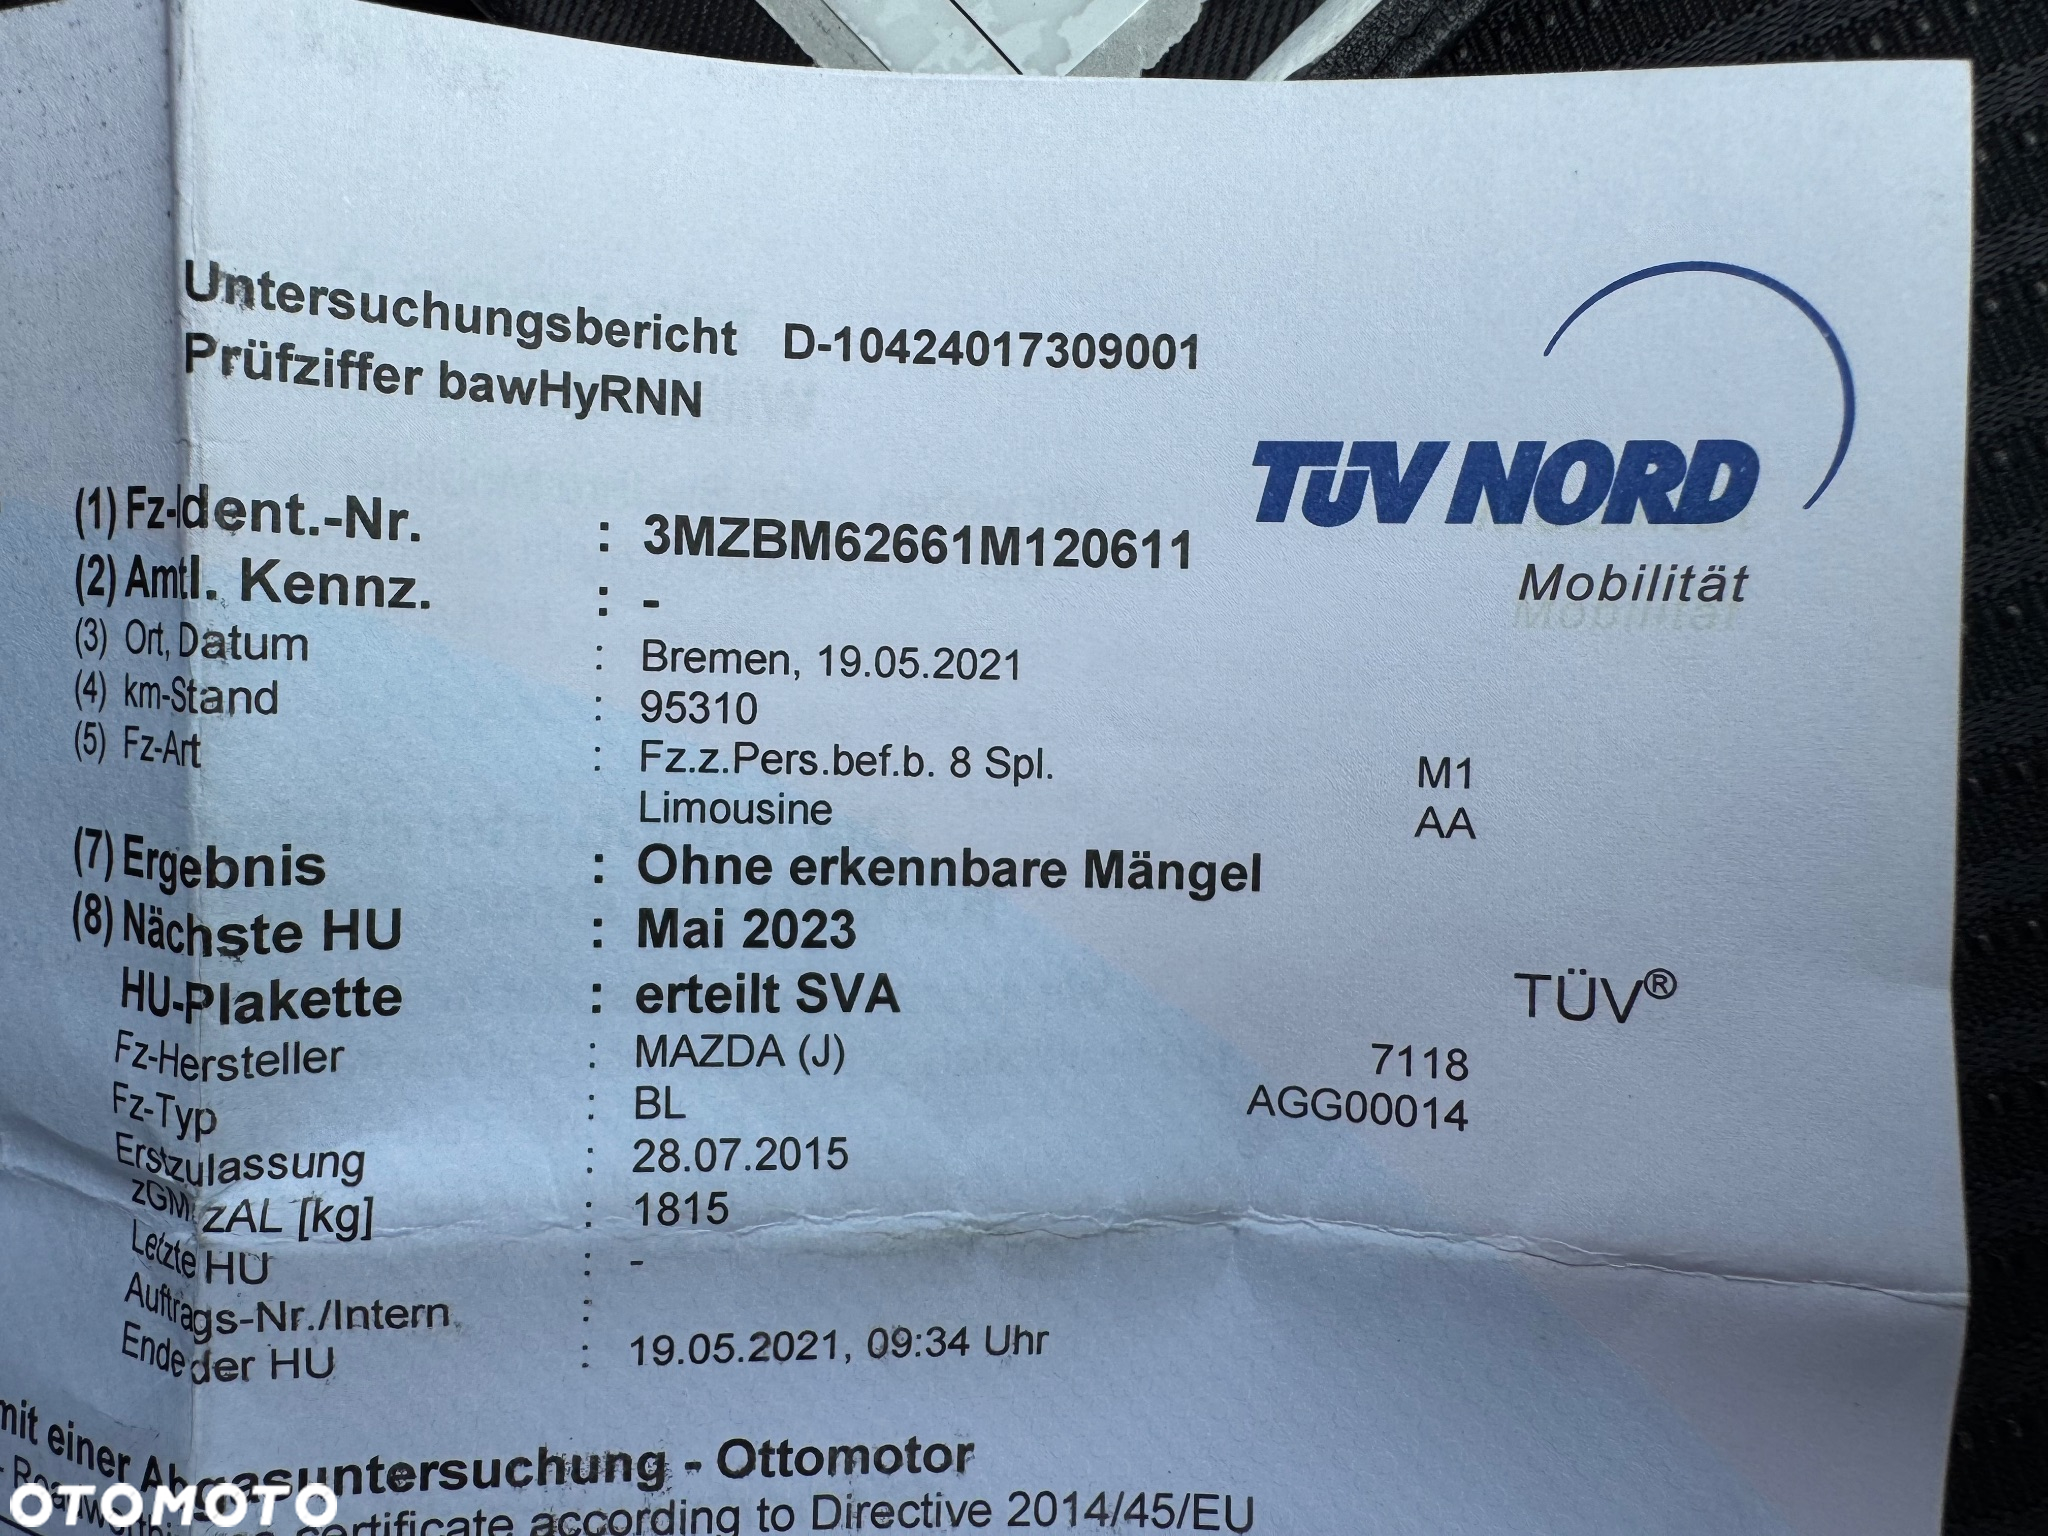 Untersuchungsbericht D-10424017309001
Prüfziffer bawHyRNN
TÜV NORD
Mobilität
(1) Fz-Ident.-Nr. : 3MZBM62661M120611
(2) Amtl. Kennz. : -
(3) Ort, Datum : Bremen, 19.05.2021
(4) km-Stand : 95310
(5) Fz-Art : Fz.z.Pers.bef.b. 8 Spl. M1
Limousine AA
(7) Ergebnis : Ohne erkennbare Mängel
(8) Nächste HU : Mai 2023
HU-Plakette : erteilt SVA TÜV®
Fz-Hersteller : MAZDA (J) 7118
Fz-Typ : BL AGG00014
Erstzulassung : 28.07.2015
zGM/zAL [kg] : 1815
Letzte HU : -
Auftrags-Nr./Intern :
Ende der HU : 19.05.2021, 09:34 Uhr
mit einer Abgasuntersuchung - Ottomotor
certificate according to Directive 2014/45/EU
OTOMOTO